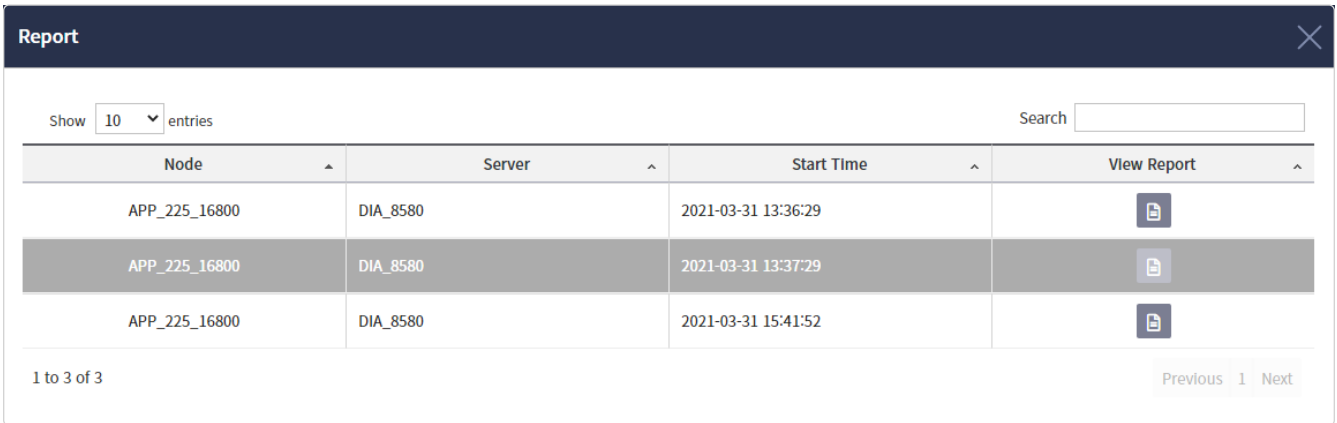 Report
Show 10 entries
Search
Node Server Start Time View Report
APP_225_16800 DIA_8580 2021-03-31 13:36:29
APP_225_16800 DIA_8580 2021-03-31 13:37:29
APP_225_16800 DIA_8580 2021-03-31 15:41:52
1 to 3 of 3
Previous 1 Next